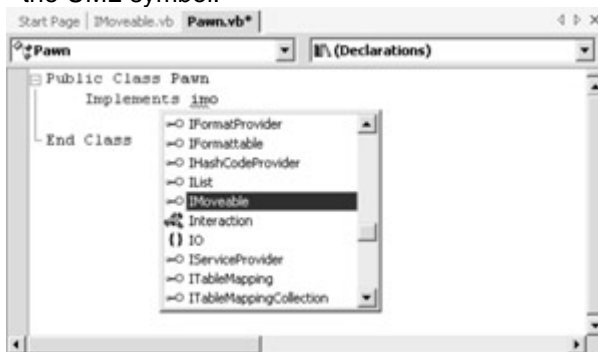 the UML symbol.
Start Page | IMoveable.vb Pawn.vb*
Pawn (Declarations)
Public Class Pawn
Implements imo
End Class
IFormatProvider
IFormattable
IHashCodeProvider
IList
IMoveable
Interaction
{} IO
IServiceProvider
ITableMapping
ITableMappingCollection